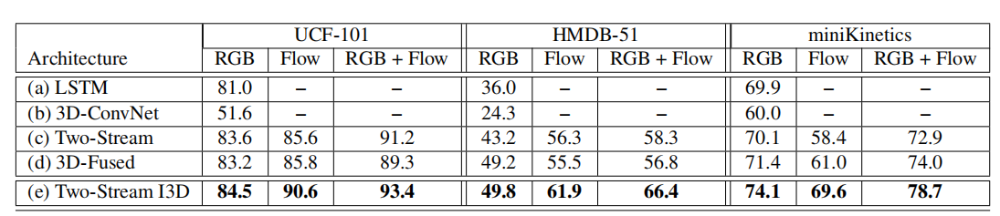 UCF-101 HMDB-51 miniKinetics
Architecture RGB Flow RGB + Flow RGB Flow RGB + Flow RGB Flow RGB + Flow
(a) LSTM 81.0 – – 36.0 – – 69.9 – –
(b) 3D-ConvNet 51.6 – – 24.3 – – 60.0 – –
(c) Two-Stream 83.6 85.6 91.2 43.2 56.3 58.3 70.1 58.4 72.9
(d) 3D-Fused 83.2 85.8 89.3 49.2 55.5 56.8 71.4 61.0 74.0
(e) Two-Stream I3D 84.5 90.6 93.4 49.8 61.9 66.4 74.1 69.6 78.7